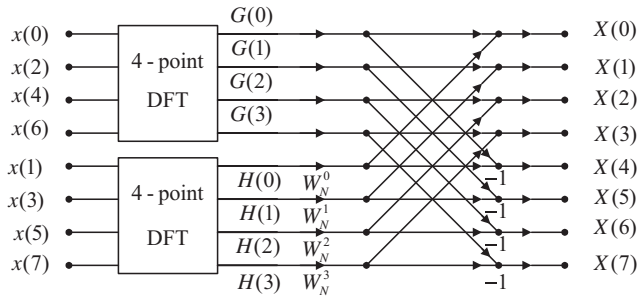 x(0) 4 - point DFT G(0) X(0)
x(2) G(1) X(1)
x(4) G(2) X(2)
x(6) G(3) X(3)
x(1) 4 - point DFT H(0) W_N^0 −1 X(4)
x(3) H(1) W_N^1 −1 X(5)
x(5) H(2) W_N^2 −1 X(6)
x(7) H(3) W_N^3 −1 X(7)